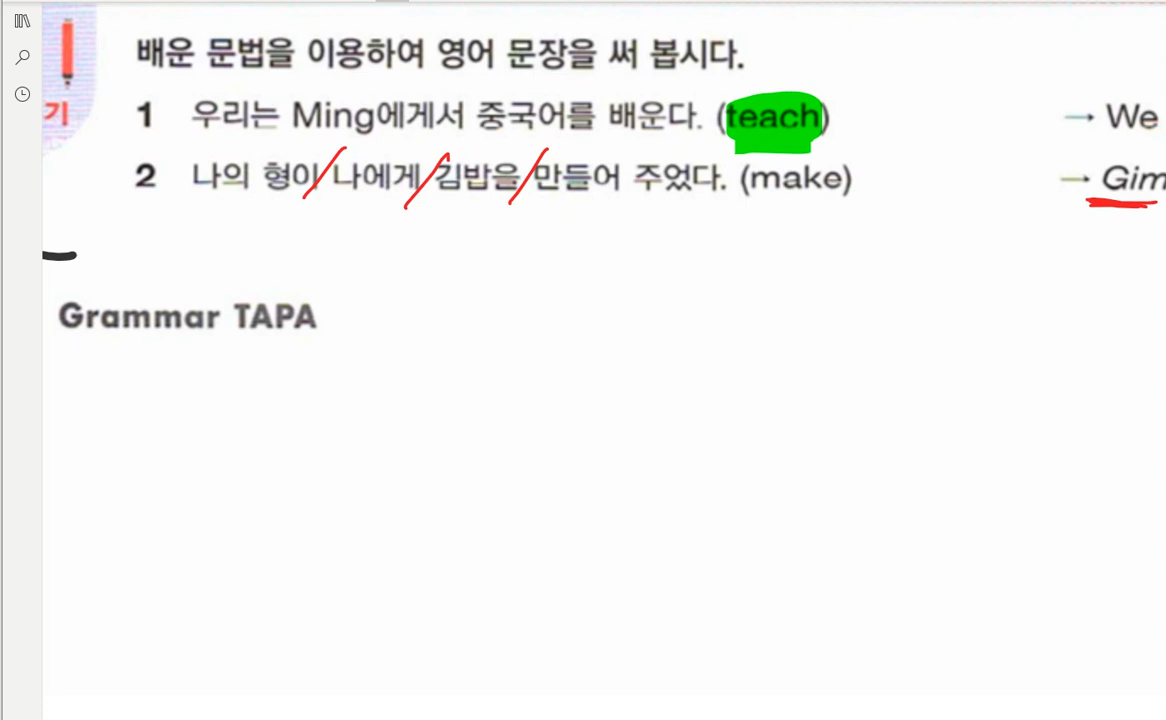 배운 문법을 이용하여 영어 문장을 써 봅시다.
기
1 우리는 Ming에게서 중국어를 배운다. (teach) → We
2 나의 형이 나에게 김밥을 만들어 주었다. (make) → Gim
Grammar TAPA